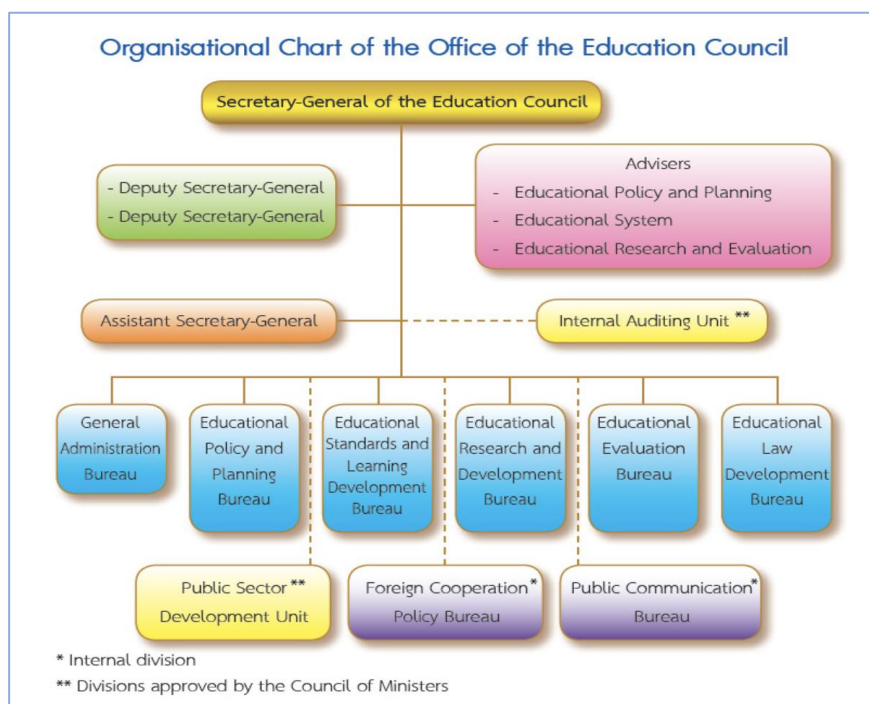 Organisational Chart of the Office of the Education Council
Secretary-General of the Education Council
- Deputy Secretary-General
- Deputy Secretary-General
Advisers
- Educational Policy and Planning
- Educational System
- Educational Research and Evaluation
Assistant Secretary-General
Internal Auditing Unit **
General
Administration
Bureau
Educational
Policy and
Planning
Bureau
Educational
Standards and
Learning
Development
Bureau
Educational
Research and
Development
Bureau
Educational
Evaluation
Bureau
Educational
Law
Development
Bureau
Public Sector **
Development Unit
Foreign Cooperation *
Policy Bureau
Public Communication *
Bureau
* Internal division
** Divisions approved by the Council of Ministers